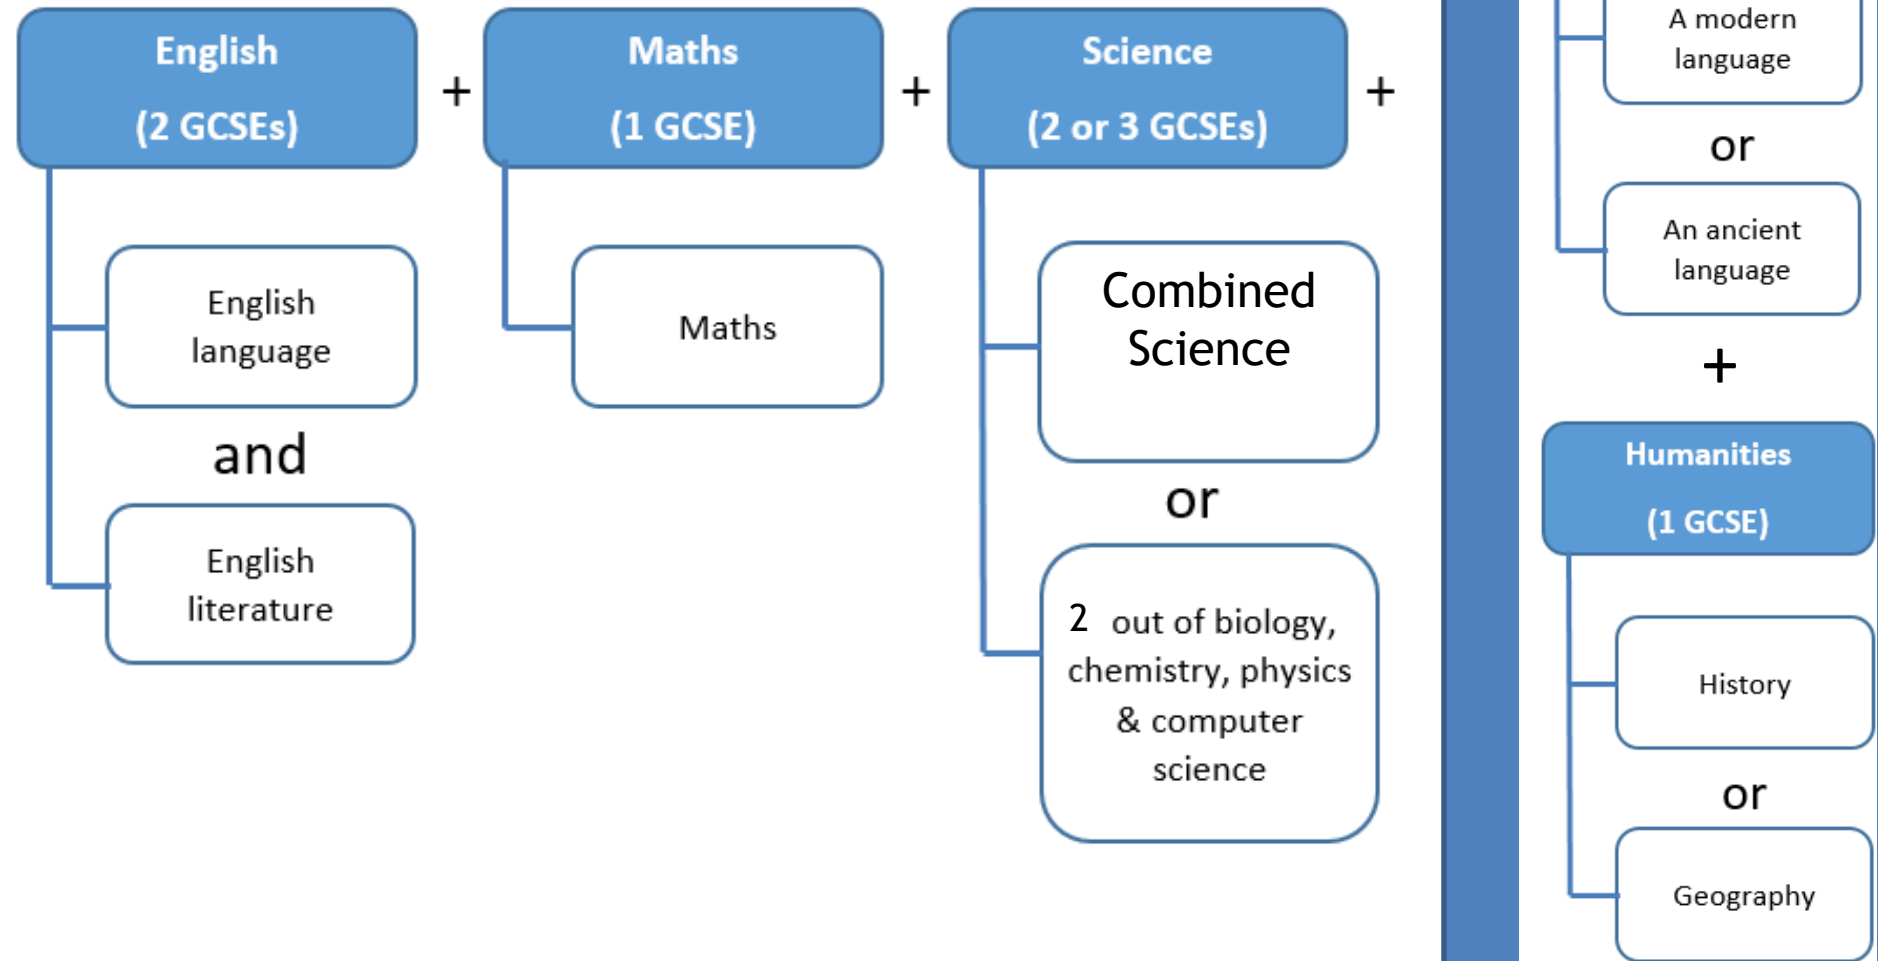 English
(2 GCSEs)
+
Maths
(1 GCSE)
+
Science
(2 or 3 GCSEs)
+
English
language
and
English
literature
Maths
Combined
Science
or
2 out of biology,
chemistry, physics
& computer
science
A modern
language
or
An ancient
language
+
Humanities
(1 GCSE)
History
or
Geography